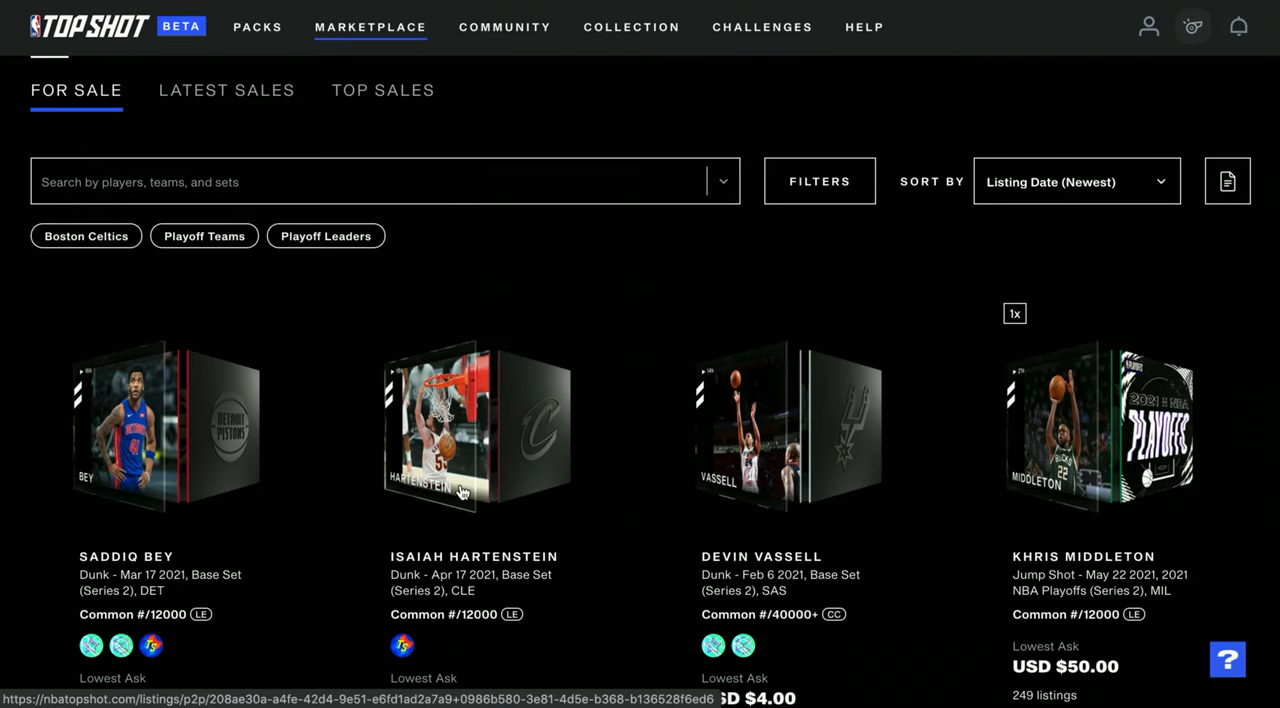 TOP SHOT BETA PACKS MARKETPLACE COMMUNITY COLLECTION CHALLENGES HELP
FOR SALE LATEST SALES TOP SALES
Search by players, teams, and sets FILTERS SORT BY Listing Date (Newest)
Boston Celtics Playoff Teams Playoff Leaders
1x
DETROIT
PISTONS
2021 NBA
PLAYOFFS
BEY HARTENSTEIN VASSELL MIDDLETON
SADDIQ BEY
Dunk - Mar 17 2021, Base Set
(Series 2), DET
Common #/12000 LE
Lowest Ask
ISAIAH HARTENSTEIN
Dunk - Apr 17 2021, Base Set
(Series 2), CLE
Common #/12000 LE
TS
Lowest Ask
DEVIN VASSELL
Dunk - Feb 6 2021, Base Set
(Series 2), SAS
Common #/40000+ CC
Lowest Ask
SD $4.00
KHRIS MIDDLETON
Jump Shot - May 22 2021, 2021
NBA Playoffs (Series 2), MIL
Common #/12000 LE
Lowest Ask
USD $50.00
249 listings
?
https://nbatopshot.com/listings/p2p/208ae30a-a4fe-42d4-9e51-e6fd1ad2a7a9+0986b580-3e81-4d5e-b368-b136528f6ed6